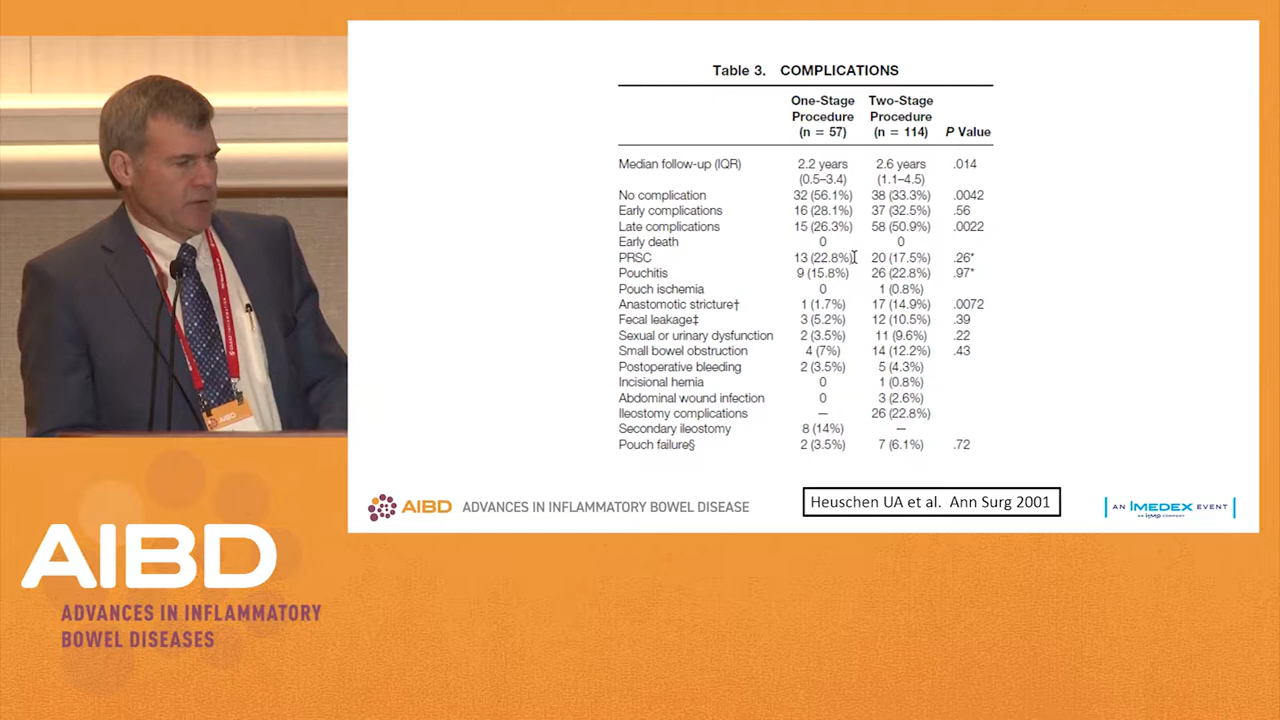 Table 3. COMPLICATIONS
One-Stage Procedure (n = 57) Two-Stage Procedure (n = 114) P Value
Median follow-up (IQR) 2.2 years (0.5–3.4) 2.6 years (1.1–4.5) .014
No complication 32 (56.1%) 38 (33.3%) .0042
Early complications 16 (28.1%) 37 (32.5%) .56
Late complications 15 (26.3%) 58 (50.9%) .0022
Early death 0 0
PRSC 13 (22.8%) 20 (17.5%) .26*
Pouchitis 9 (15.8%) 26 (22.8%) .97*
Pouch ischemia 0 1 (0.8%)
Anastomotic stricture† 1 (1.7%) 17 (14.9%) .0072
Fecal leakage‡ 3 (5.2%) 12 (10.5%) .39
Sexual or urinary dysfunction 2 (3.5%) 11 (9.6%) .22
Small bowel obstruction 4 (7%) 14 (12.2%) .43
Postoperative bleeding 2 (3.5%) 5 (4.3%)
Incisional hernia 0 1 (0.8%)
Abdominal wound infection 0 3 (2.6%)
Ileostomy complications — 26 (22.8%)
Secondary ileostomy 8 (14%) —
Pouch failure§ 2 (3.5%) 7 (6.1%) .72
AIBD ADVANCES IN INFLAMMATORY BOWEL DISEASE
Heuschen UA et al. Ann Surg 2001
AN IMEDEX EVENT
AIBD
AIBD
ADVANCES IN INFLAMMATORY
BOWEL DISEASES